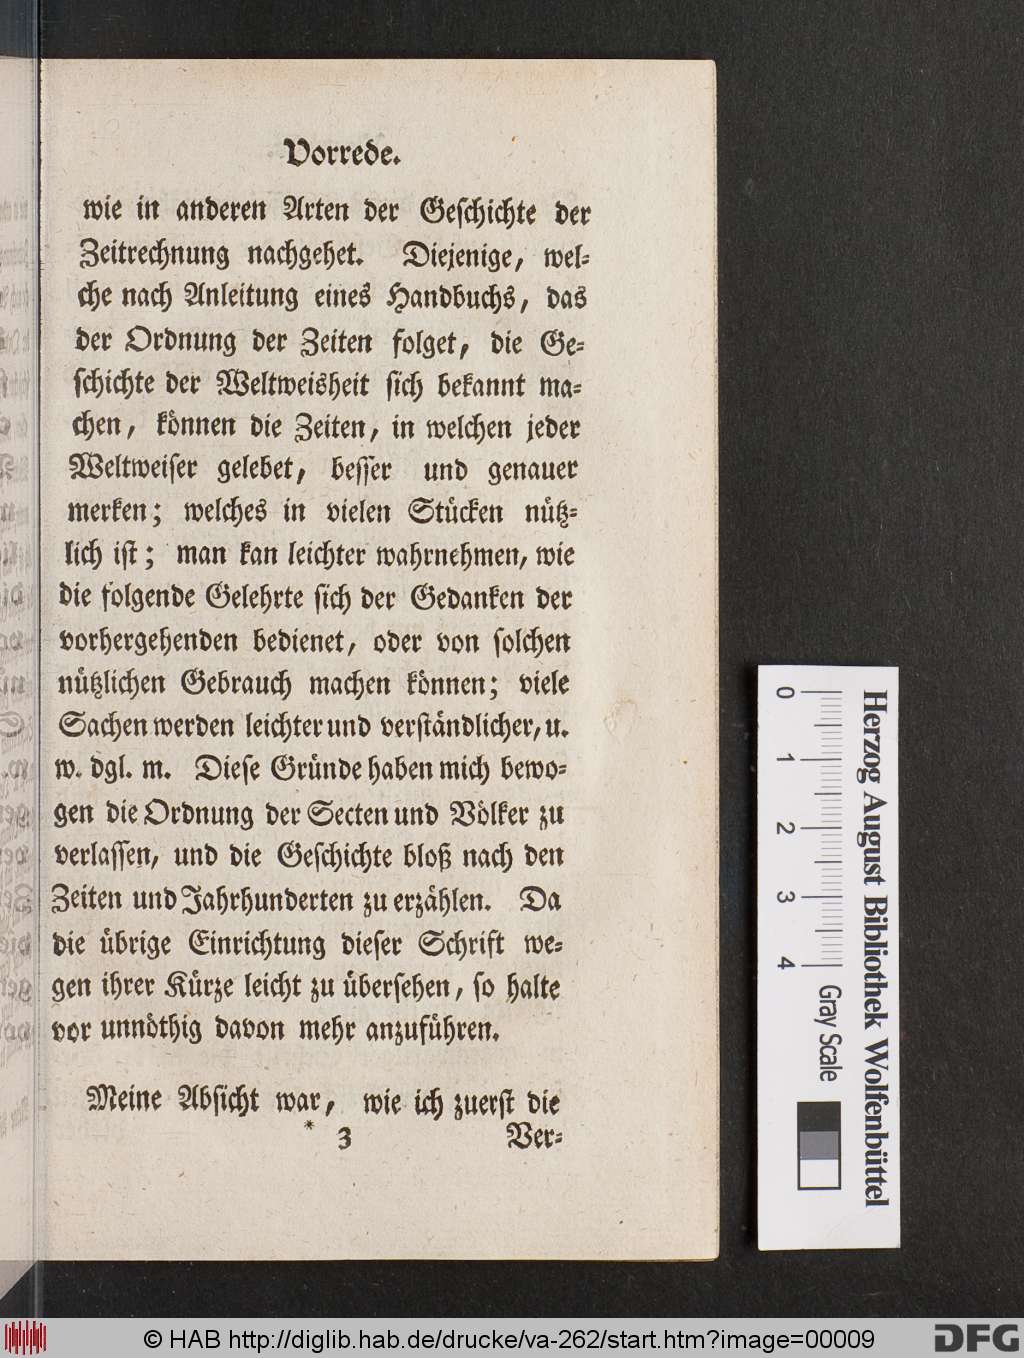 Vorrede.
wie in anderen Arten der Geschichte der
Zeitrechnung nachgehet. Diejenige, wel-
che nach Anleitung eines Handbuchs, das
der Ordnung der Zeiten folget, die Ge-
schichte der Weltweisheit sich bekannt ma-
chen, können die Zeiten, in welchen jeder
Weltweiser gelebet, besser und genauer
merken; welches in vielen Stücken nütz-
lich ist; man kan leichter wahrnehmen, wie
die folgende Gelehrte sich der Gedanken der
vorhergehenden bedienet, oder von solchen
nützlichen Gebrauch machen können; viele
Sachen werden leichter und verständlicher, u.
w. dgl. m. Diese Gründe haben mich bewo-
gen die Ordnung der Secten und Völker zu
verlassen, und die Geschichte bloß nach den
Zeiten und Jahrhunderten zu erzählen. Da
die übrige Einrichtung dieser Schrift we-
gen ihrer Kürze leicht zu übersehen, so halte
vor unnöthig davon mehr anzuführen.
Meine Absicht war, wie ich zuerst die
* 3 Ver-
0 1 2 3 4 Gray Scale
Herzog August Bibliothek Wolfenbüttel
© HAB http://diglib.hab.de/drucke/va-262/start.htm?image=00009
DFG